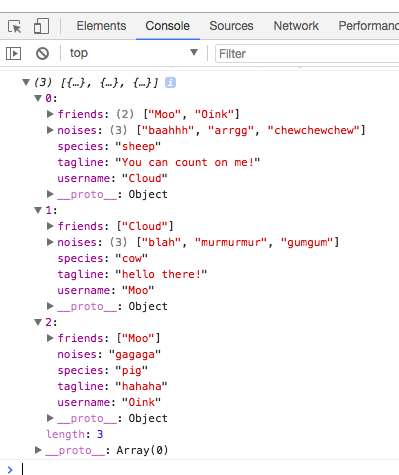 Elements Console Sources Network Performance
top Filter
(3) [{…}, {…}, {…}] i
0:
friends: (2) ["Moo", "Oink"]
noises: (3) ["baahhh", "arrgg", "chewchewchew"]
species: "sheep"
tagline: "You can count on me!"
username: "Cloud"
__proto__: Object
1:
friends: ["Cloud"]
noises: (3) ["blah", "murmurmur", "gumgum"]
species: "cow"
tagline: "hello there!"
username: "Moo"
__proto__: Object
2:
friends: ["Moo"]
noises: "gagaga"
species: "pig"
tagline: "hahaha"
username: "Oink"
__proto__: Object
length: 3
__proto__: Array(0)